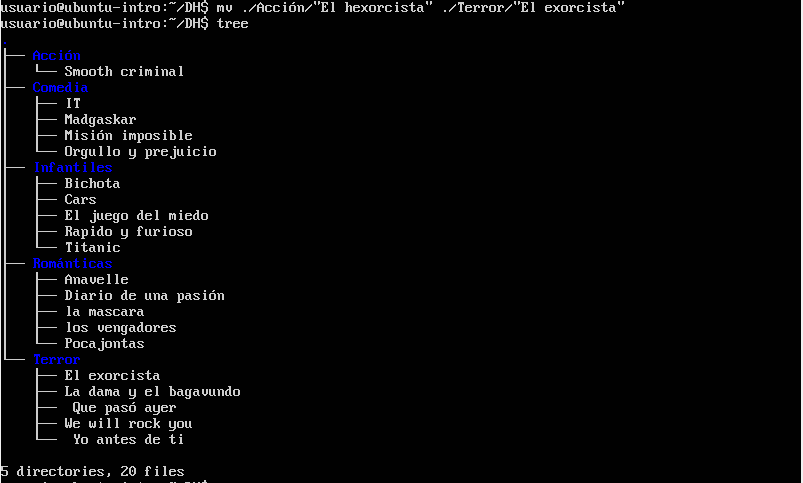 usuario@ubuntu-intro:~/DH$ mv ./Acción/"El hexorcista" ./Terror/"El exorcista"
usuario@ubuntu-intro:~/DH$ tree
.
├── Acción
│   └── Smooth criminal
├── Comedia
│   ├── IT
│   ├── Madgaskar
│   ├── Misión imposible
│   └── Orgullo y prejuicio
├── Infantiles
│   ├── Bichota
│   ├── Cars
│   ├── El juego del miedo
│   ├── Rapido y furioso
│   └── Titanic
├── Románticas
│   ├── Anavelle
│   ├── Diario de una pasión
│   ├── la mascara
│   ├── los vengadores
│   └── Pocajontas
└── Terror
    ├── El exorcista
    ├── La dama y el bagavundo
    ├──  Que pasó ayer
    ├── We will rock you
    └──  Yo antes de ti

5 directories, 20 files